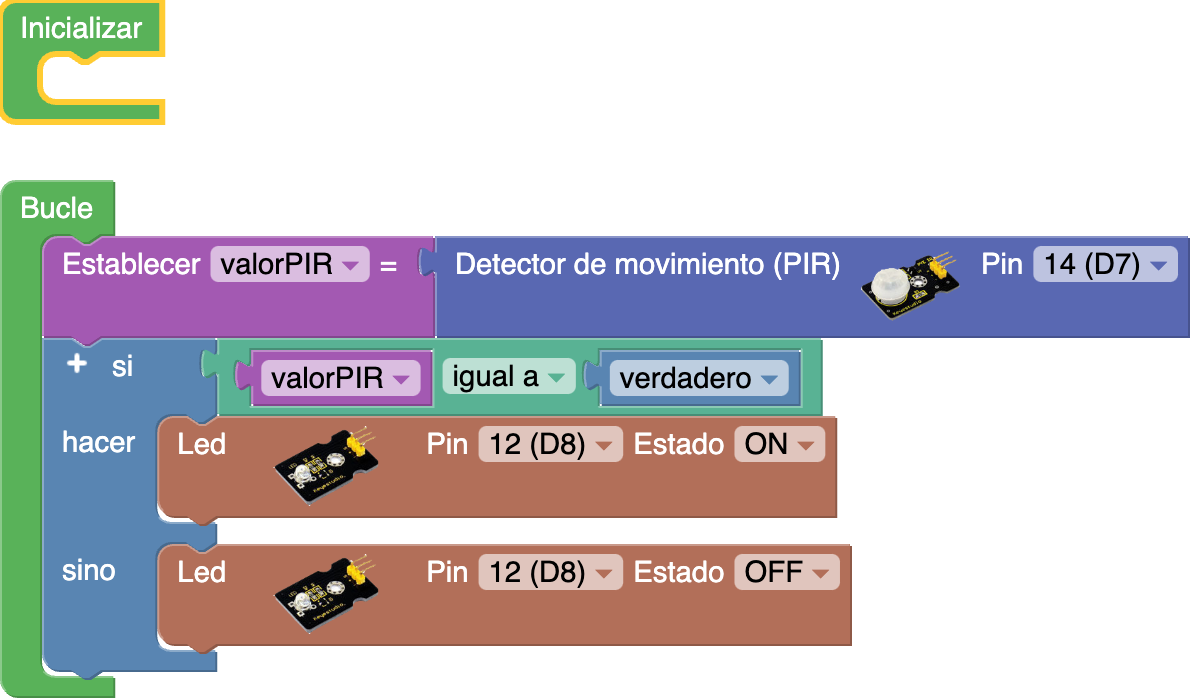 Inicializar
Bucle
Establecer valorPIR = Detector de movimiento (PIR) Pin 14 (D7)
+ si valorPIR igual a verdadero
hacer Led Pin 12 (D8) Estado ON
sino Led Pin 12 (D8) Estado OFF